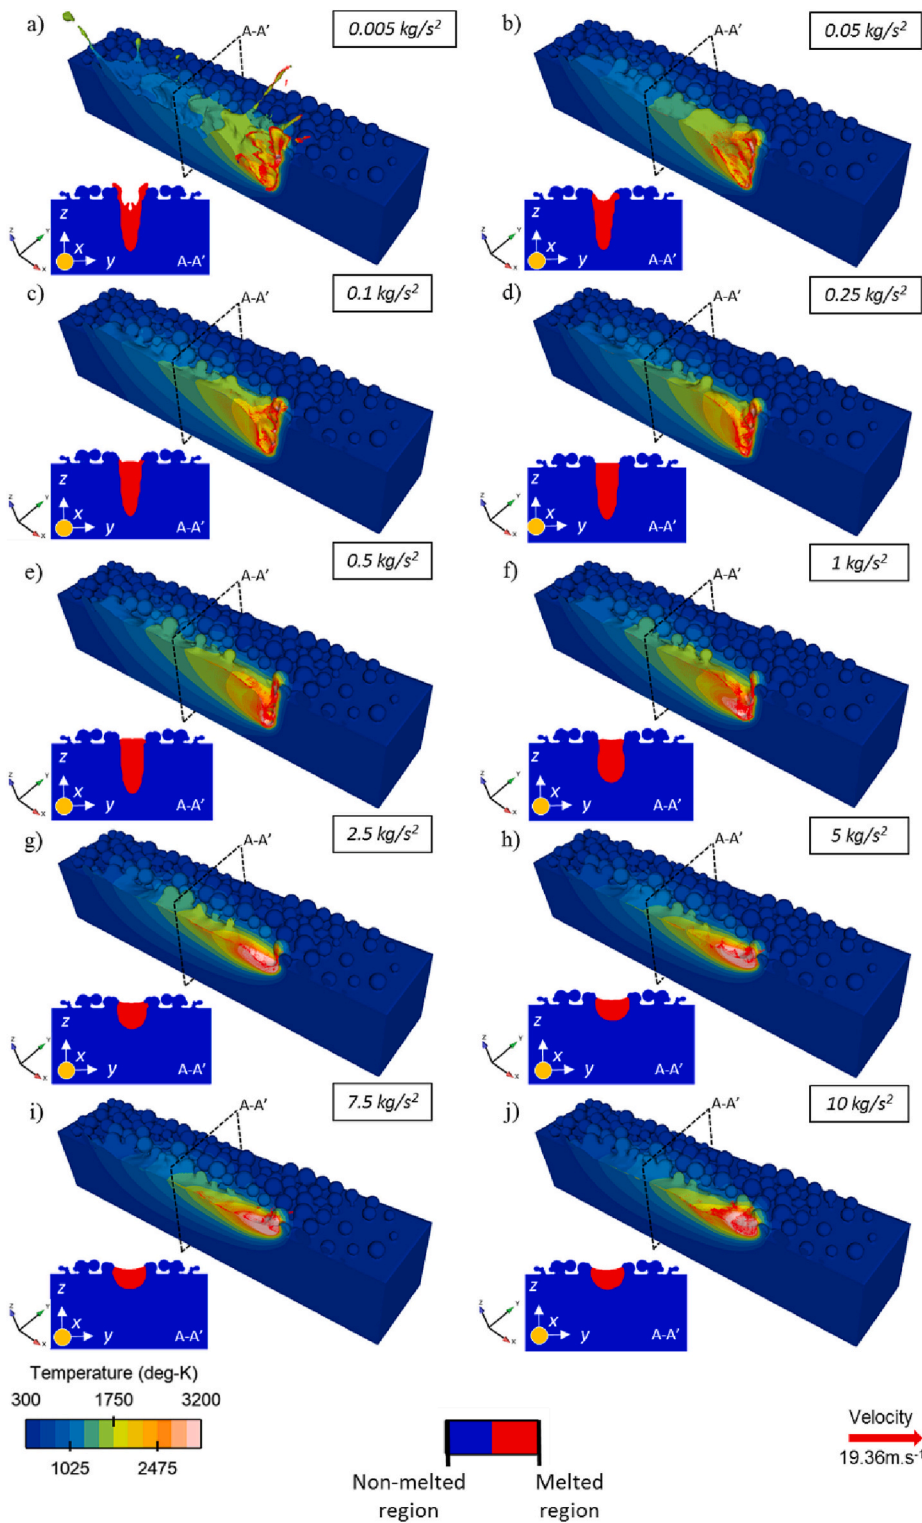 a)
A-A'
0.005 kg/s²
b)
A-A'
0.05 kg/s²
z
x
y
A-A'
Z
Y
X
z
x
y
A-A'
Z
Y
X
c)
A-A'
0.1 kg/s²
d)
A-A'
0.25 kg/s²
z
x
y
A-A'
Z
Y
X
z
x
y
A-A'
Z
Y
X
e)
A-A'
0.5 kg/s²
f)
A-A'
1 kg/s²
z
x
y
A-A'
Z
Y
X
z
x
y
A-A'
Z
Y
X
g)
A-A'
2.5 kg/s²
h)
A-A'
5 kg/s²
z
x
y
A-A'
Z
Y
X
z
x
y
A-A'
Z
Y
X
i)
A-A'
7.5 kg/s²
j)
A-A'
10 kg/s²
z
x
y
A-A'
Z
Y
X
z
x
y
A-A'
Z
Y
X
Temperature (deg-K)
300 1750 3200
1025 2475
Non-melted
region
Melted
region
Velocity
19.36m.s⁻¹